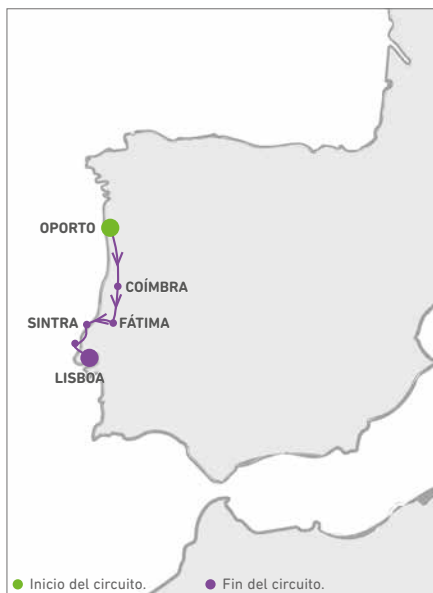 OPORTO
COÍMBRA
SINTRA
FÁTIMA
LISBOA
Inicio del circuito.
Fin del circuito.